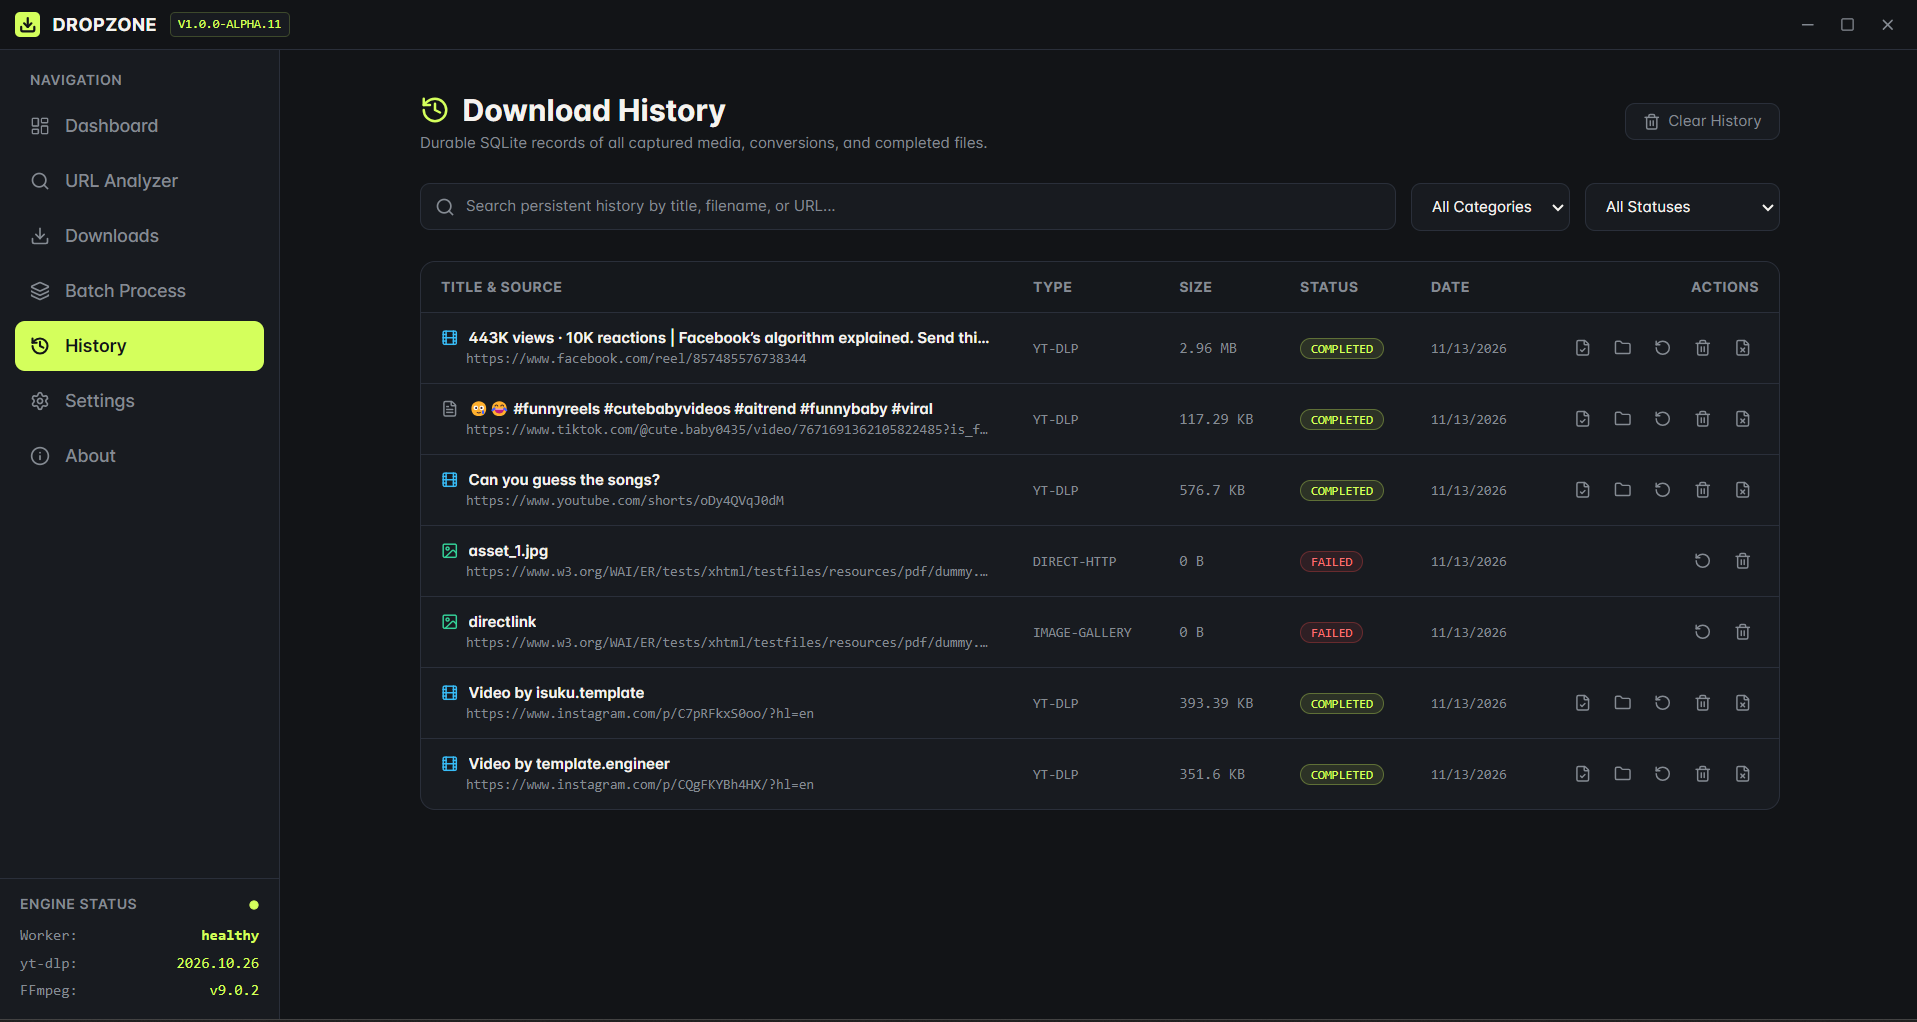 DROPZONE V1.0.0-ALPHA.11
NAVIGATION
Dashboard
URL Analyzer
Downloads
Batch Process
History
Settings
About
ENGINE STATUS
Worker: healthy
yt-dlp: 2026.10.26
FFmpeg: v9.0.2
Download History
Durable SQLite records of all captured media, conversions, and completed files.
Clear History
Search persistent history by title, filename, or URL...
All Categories
All Statuses
TITLE & SOURCE TYPE SIZE STATUS DATE ACTIONS
443K views · 10K reactions | Facebook’s algorithm explained. Send thi...
https://www.facebook.com/reel/857485576738344
YT-DLP 2.96 MB COMPLETED 11/13/2026
😳 😂 #funnyreels #cutebabyvideos #aitrend #funnybaby #viral
https://www.tiktok.com/@cute.baby0435/video/7671691362105822485?is_f…
YT-DLP 117.29 KB COMPLETED 11/13/2026
Can you guess the songs?
https://www.youtube.com/shorts/oDy4QVqJ0dM
YT-DLP 576.7 KB COMPLETED 11/13/2026
asset_1.jpg
https://www.w3.org/WAI/ER/tests/xhtml/testfiles/resources/pdf/dummy.…
DIRECT-HTTP 0 B FAILED 11/13/2026
directlink
https://www.w3.org/WAI/ER/tests/xhtml/testfiles/resources/pdf/dummy.…
IMAGE-GALLERY 0 B FAILED 11/13/2026
Video by isuku.template
https://www.instagram.com/p/C7pRFkxS0oo/?hl=en
YT-DLP 393.39 KB COMPLETED 11/13/2026
Video by template.engineer
https://www.instagram.com/p/CQgFKYBh4HX/?hl=en
YT-DLP 351.6 KB COMPLETED 11/13/2026